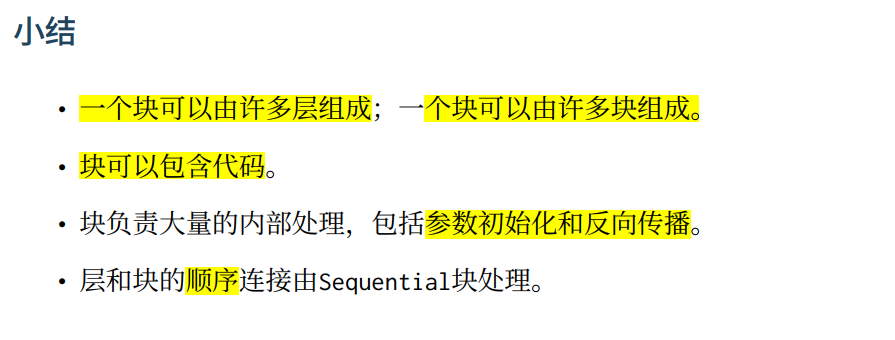 小结
• 一个块可以由许多层组成；一个块可以由许多块组成。
• 块可以包含代码。
• 块负责大量的内部处理，包括参数初始化和反向传播。
• 层和块的顺序连接由Sequential块处理。